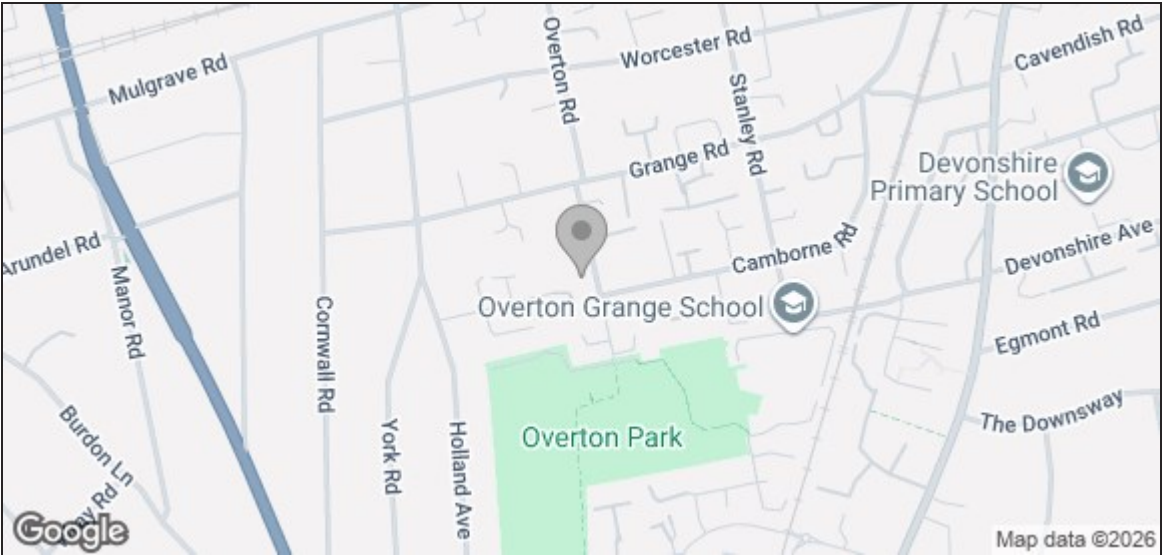 Mulgrave Rd
Overton Rd
Worcester Rd
Stanley Rd
Cavendish Rd
Grange Rd
Devonshire
Primary School
Arundel Rd
Manor Rd
Camborne Rd
Devonshire Ave
Cornwall Rd
Overton Grange School
Egmont Rd
Burdon Ln
York Rd
Holland Ave
Overton Park
The Downsway
Rd
Google
Map data ©2026